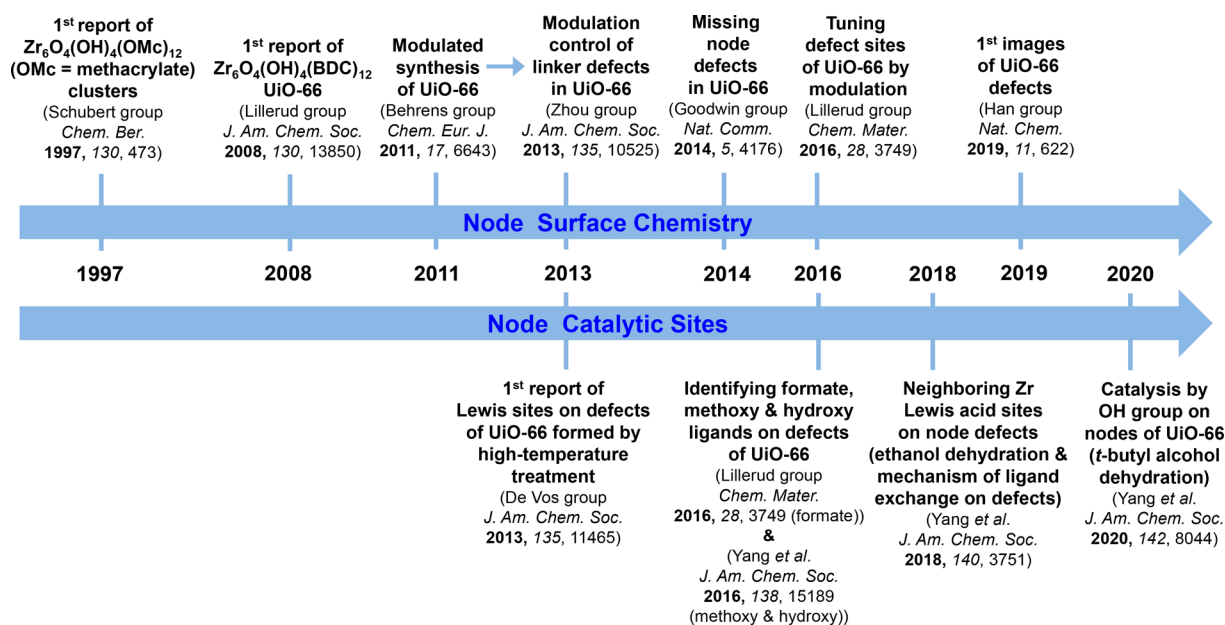 1st report of
Zr6O4(OH)4(OMc)12
(OMc = methacrylate)
clusters
(Schubert group
Chem. Ber.
1997, 130, 473)
1st report of
Zr6O4(OH)4(BDC)12
UiO-66
(Lillerud group
J. Am. Chem. Soc.
2008, 130, 13850)
Modulated
synthesis
of UiO-66
(Behrens group
Chem. Eur. J.
2011, 17, 6643)
Modulation
control of
linker defects
in UiO-66
(Zhou group
J. Am. Chem. Soc.
2013, 135, 10525)
Missing
node
defects
in UiO-66
(Goodwin group
Nat. Comm.
2014, 5, 4176)
Tuning
defect sites
of UiO-66 by
modulation
(Lillerud group
Chem. Mater.
2016, 28, 3749)
1st images
of UiO-66
defects
(Han group
Nat. Chem.
2019, 11, 622)
Node Surface Chemistry
1997 2008 2011 2013 2014 2016 2018 2019 2020
Node Catalytic Sites
1st report of
Lewis sites on defects
of UiO-66 formed by
high-temperature
treatment
(De Vos group
J. Am. Chem. Soc.
2013, 135, 11465)
Identifying formate,
methoxy & hydroxy
ligands on defects
of UiO-66
(Lillerud group
Chem. Mater.
2016, 28, 3749 (formate))
&
(Yang et al.
J. Am. Chem. Soc.
2016, 138, 15189
(methoxy & hydroxy))
Neighboring Zr
Lewis acid sites
on node defects
(ethanol dehydration &
mechanism of ligand
exchange on defects)
(Yang et al.
J. Am. Chem. Soc.
2018, 140, 3751)
Catalysis by
OH group on
nodes of UiO-66
(t-butyl alcohol
dehydration)
(Yang et al.
J. Am. Chem. Soc.
2020, 142, 8044)